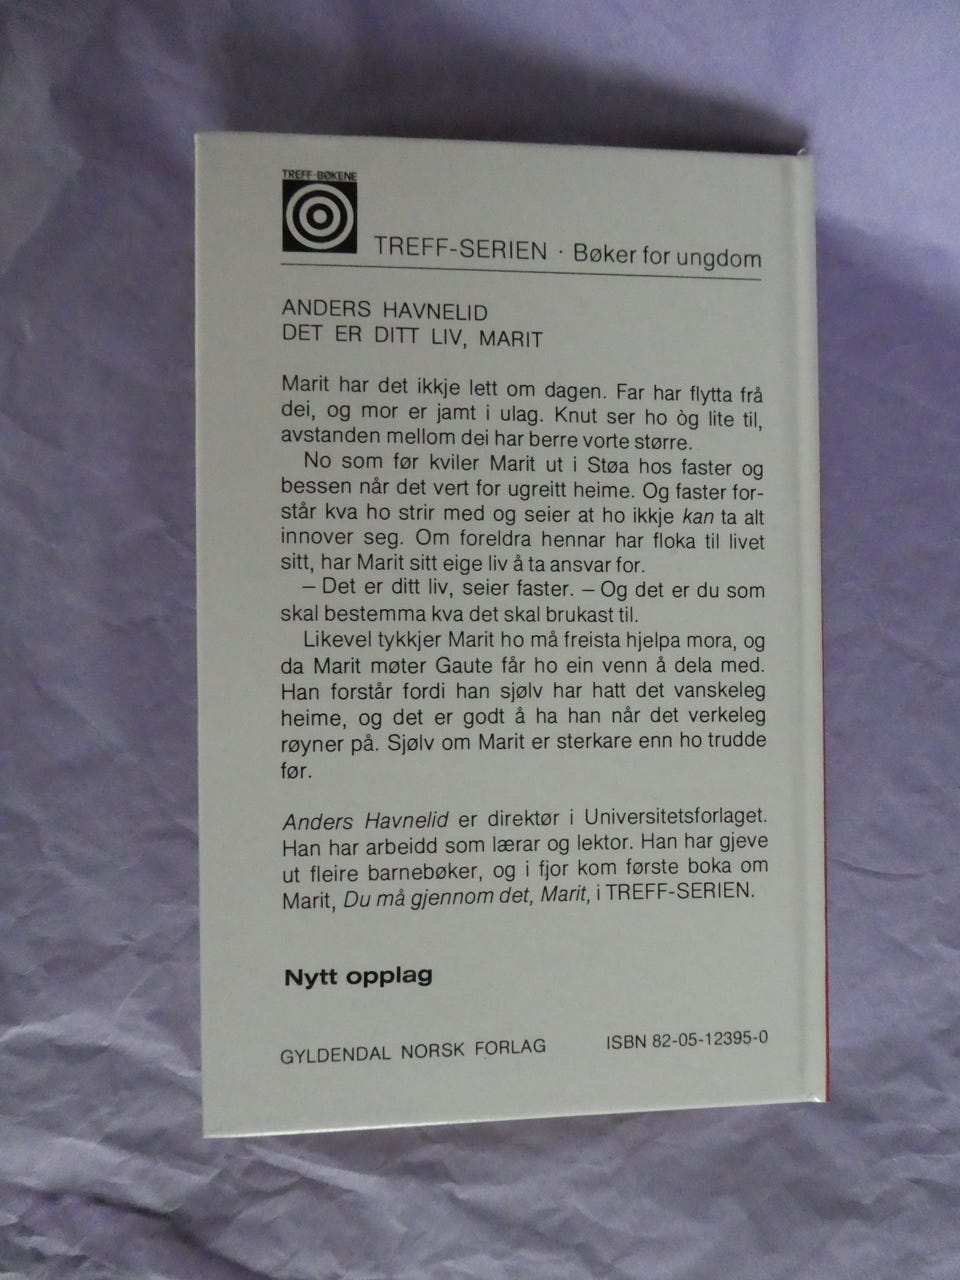 TREFF-BØKENE
TREFF-SERIEN · Bøker for ungdom
ANDERS HAVNELID
DET ER DITT LIV, MARIT
Marit har det ikkje lett om dagen. Far har flytta frå
dei, og mor er jamt i ulag. Knut ser ho òg lite til,
avstanden mellom dei har berre vorte større.
No som før kviler Marit ut i Støa hos faster og
bessen når det vert for ugreitt heime. Og faster for-
står kva ho strir med og seier at ho ikkje kan ta alt
innover seg. Om foreldra hennar har floka til livet
sitt, har Marit sitt eige liv å ta ansvar for.
– Det er ditt liv, seier faster. – Og det er du som
skal bestemma kva det skal brukast til.
Likevel tykkjer Marit ho må freista hjelpa mora, og
da Marit møter Gaute får ho ein venn å dela med.
Han forstår fordi han sjølv har hatt det vanskeleg
heime, og det er godt å ha han når det verkeleg
røyner på. Sjølv om Marit er sterkare enn ho trudde
før.
Anders Havnelid er direktør i Universitetsforlaget.
Han har arbeidd som lærar og lektor. Han har gjeve
ut fleire barnebøker, og i fjor kom første boka om
Marit, Du må gjennom det, Marit, i TREFF-SERIEN.
Nytt opplag
GYLDENDAL NORSK FORLAG ISBN 82-05-12395-0